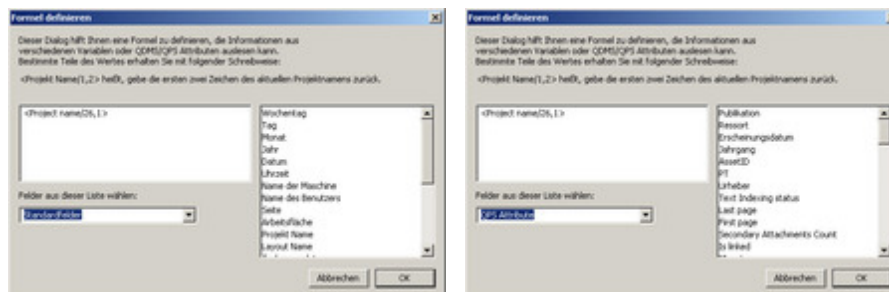 Formel definieren
Dieser Dialog hilft Ihnen eine Formel zu definieren, die Informationen aus
verschiedenen Variablen oder QDMS/QPS Attributen auslesen kann.
Bestimmte Teile des Wertes erhalten Sie mit folgender Schreibweise:
<Projekt Name/1,2> heißt, gebe die ersten zwei Zeichen des aktuellen Projektnamens zurück.
<Project name/26,1>
Wochentag
Tag
Monat
Jahr
Datum
Uhrzeit
Name der Maschine
Name des Benutzers
Seite
Arbeitsfläche
Projekt Name
Layout Name
Felder aus dieser Liste wählen:
Standardfelder
Abbrechen
OK
Formel definieren
Dieser Dialog hilft Ihnen eine Formel zu definieren, die Informationen aus
verschiedenen Variablen oder QDMS/QPS Attributen auslesen kann.
Bestimmte Teile des Wertes erhalten Sie mit folgender Schreibweise:
<Projekt Name/1,2> heißt, gebe die ersten zwei Zeichen des aktuellen Projektnamens zurück.
<Project name/26,1>
Publikation
Ressort
Erscheinungsdatum
Jahrgang
AssetID
PT
Urheber
Text Indexing status
Last page
First page
Secondary Attachments Count
Is linked
Felder aus dieser Liste wählen:
QPS Attribute
Abbrechen
OK